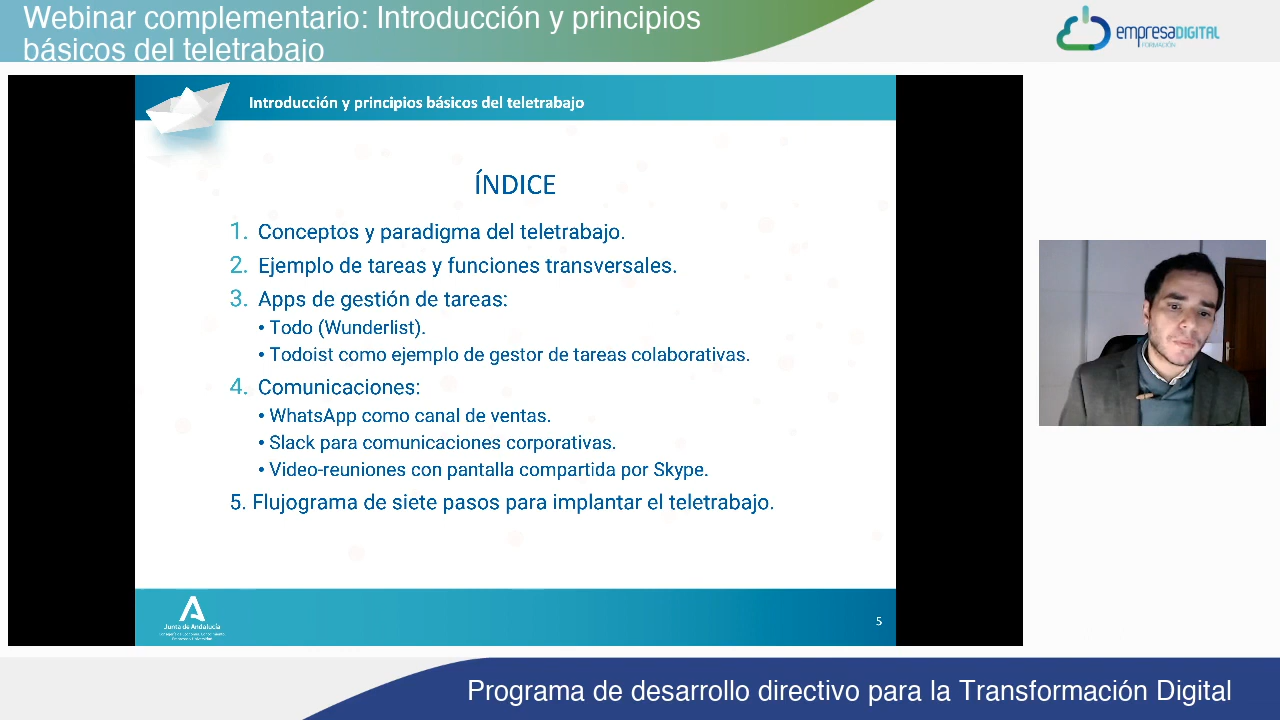 Webinar complementario: Introducción y principios
básicos del teletrabajo
empresaDIGITAL
FORMACIÓN
Introducción y principios básicos del teletrabajo
ÍNDICE
1. Conceptos y paradigma del teletrabajo.
2. Ejemplo de tareas y funciones transversales.
3. Apps de gestión de tareas:
• Todo (Wunderlist).
• Todoist como ejemplo de gestor de tareas colaborativas.
4. Comunicaciones:
• WhatsApp como canal de ventas.
• Slack para comunicaciones corporativas.
• Video-reuniones con pantalla compartida por Skype.
5. Flujograma de siete pasos para implantar el teletrabajo.
Junta de Andalucía
5
Programa de desarrollo directivo para la Transformación Digital